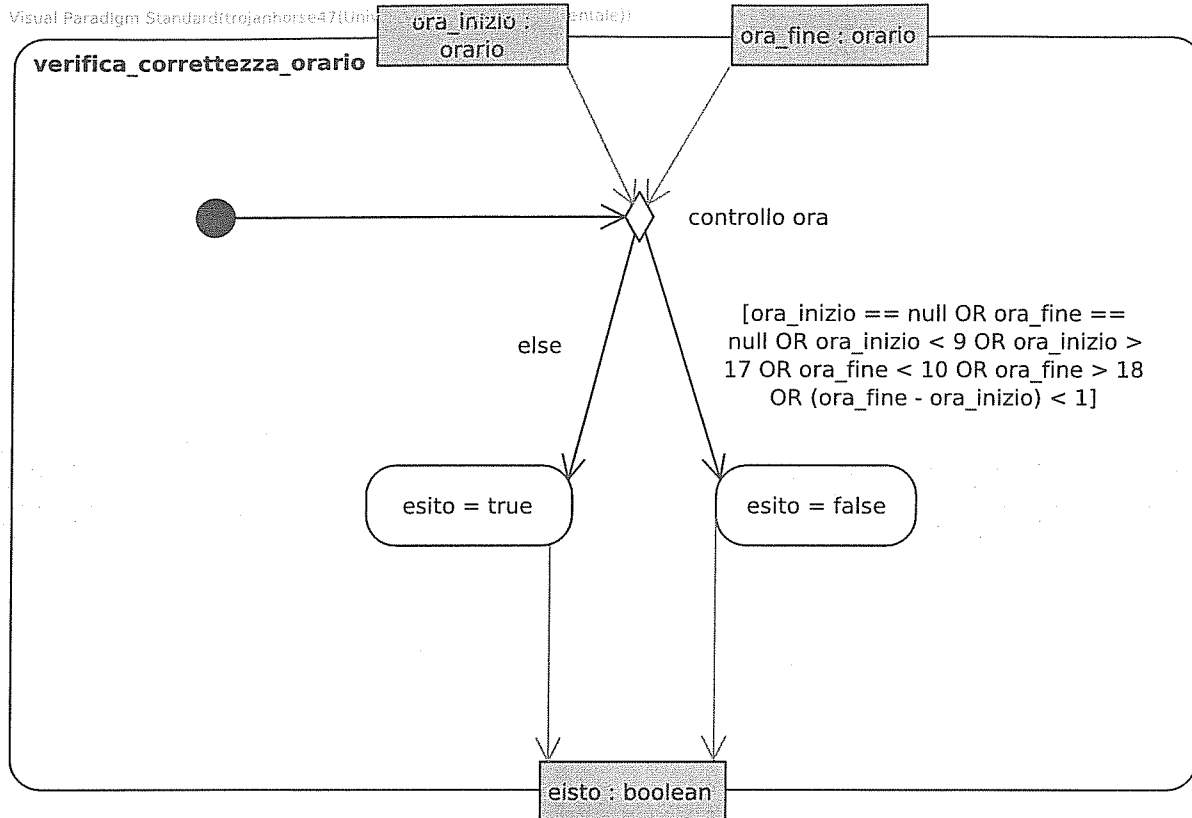 Visual Paradigm Standard(trojanhorse47(Uni entale))
ora_inizio :
orario
ora_fine : orario
verifica_correttezza_orario
controllo ora
[ora_inizio == null OR ora_fine ==
null OR ora_inizio < 9 OR ora_inizio >
17 OR ora_fine < 10 OR ora_fine > 18
OR (ora_fine - ora_inizio) < 1]
else
esito = true
esito = false
eisto : boolean